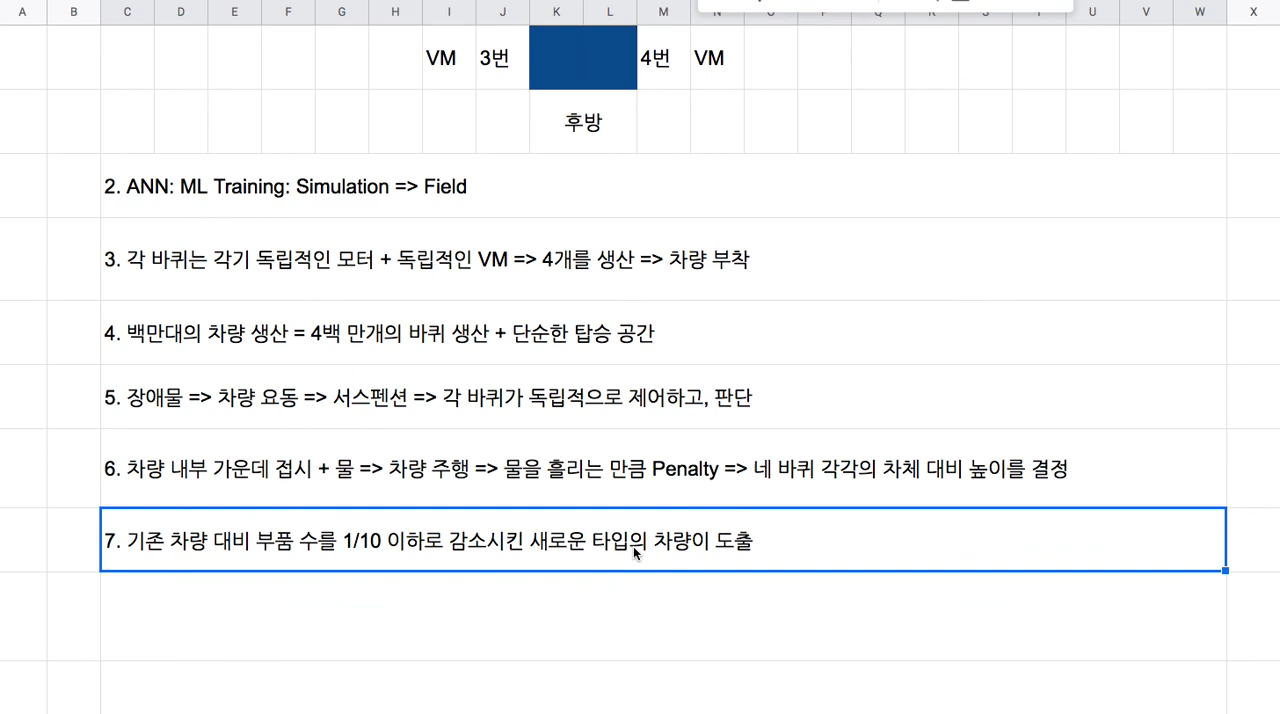 A B C D E F G H I J K L M N O P Q R S T U V W X
VM 3번 4번 VM
후방
2. ANN: ML Training: Simulation => Field
3. 각 바퀴는 각기 독립적인 모터 + 독립적인 VM => 4개를 생산 => 차량 부착
4. 백만대의 차량 생산 = 4백 만개의 바퀴 생산 + 단순한 탑승 공간
5. 장애물 => 차량 요동 => 서스펜션 => 각 바퀴가 독립적으로 제어하고, 판단
6. 차량 내부 가운데 접시 + 물 => 차량 주행 => 물을 흘리는 만큼 Penalty => 네 바퀴 각각의 차체 대비 높이를 결정
7. 기존 차량 대비 부품 수를 1/10 이하로 감소시킨 새로운 타입의 차량이 도출